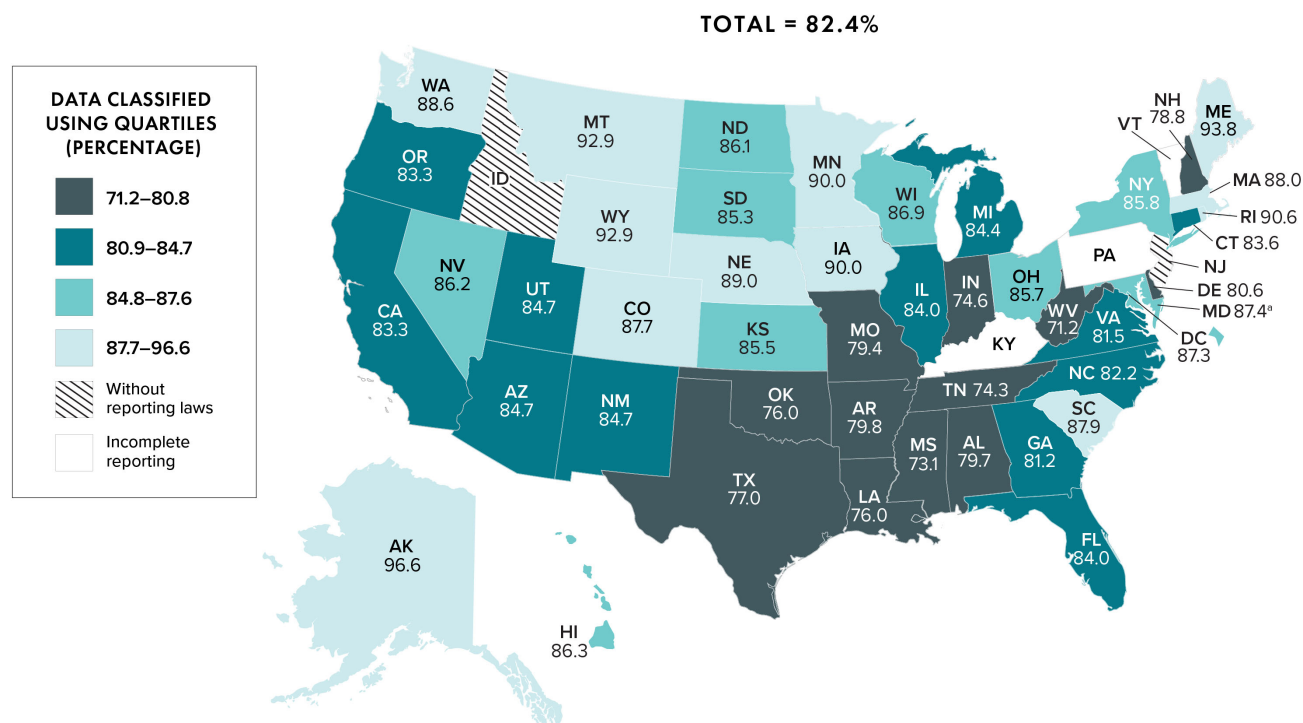 TOTAL = 82.4%
DATA CLASSIFIED
USING QUARTILES
(PERCENTAGE)
71.2–80.8
80.9–84.7
84.8–87.6
87.7–96.6
Without
reporting laws
Incomplete
reporting
WA
88.6
OR
83.3
CA
83.3
ID
NV
86.2
MT
92.9
WY
92.9
UT
84.7
AZ
84.7
CO
87.7
NM
84.7
ND
86.1
SD
85.3
NE
89.0
KS
85.5
OK
76.0
TX
77.0
MN
90.0
IA
90.0
MO
79.4
AR
79.8
LA
76.0
WI
86.9
IL
84.0
MI
84.4
IN
74.6
OH
85.7
KY
TN 74.3
MS
73.1
AL
79.7
GA
81.2
FL
84.0
SC
87.9
NC 82.2
VA
81.5
WV
71.2
PA
NY
85.8
VT
NH
78.8
ME
93.8
MA 88.0
RI 90.6
CT 83.6
NJ
DE 80.6
MD 87.4ᵃ
DC
87.3
AK
96.6
HI
86.3